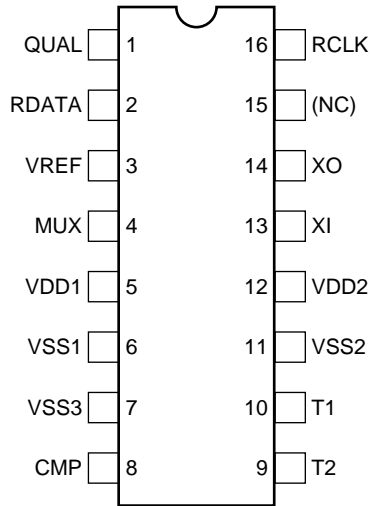 QUAL 1 16 RCLK
RDATA 2 15 (NC)
VREF 3 14 XO
MUX 4 13 XI
VDD1 5 12 VDD2
VSS1 6 11 VSS2
VSS3 7 10 T1
CMP 8 9 T2